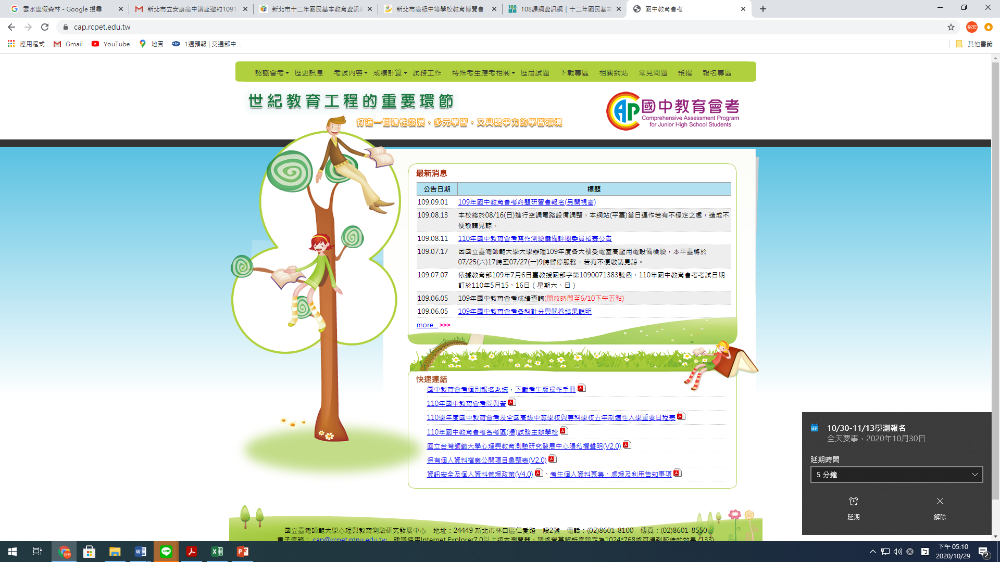 雲水度假森林 - Google 搜尋
新北市立安康高中講座邀約1091
新北市十二年國民基本教育資訊網
新北市高級中等學校教育博覽會
108課綱資訊網｜十二年國民基本
國中教育會考
cap.rcpet.edu.tw
裕宏
應用程式
Gmail
YouTube
地圖
1週預報 | 交通部中...
其他書籤
認識會考 歷史訊息 考試內容 成績計算 試務工作 特殊考生應考相關 歷屆試題 下載專區 相關網站 常見問題 飛揚 報名專區
世紀教育工程的重要環節
打造一個適性發展、多元學習、又具競爭力的學習環境
CAP 國中教育會考
Comprehensive Assessment Program
for Junior High School Students
最新消息
公告日期 標題
109.09.01 109年國中教育會考命題研習會報名(另開視窗)
109.08.13 本校將於08/16(日)進行空調電路設備調整，本網站(平臺)當日運作若有不穩定之處，造成不
便敬請見諒。
109.08.11 110年國中教育會考寫作測驗儲備評閱委員招募公告
109.07.17 因國立臺灣師範大學大學辦理109年度各大樓受電室高壓用電設備檢驗，本平臺將於
07/25(六)17時至07/27(一)9時暫停服務，若有不便敬請見諒。
109.07.07 依據教育部109年7月6日臺教授國部字第1090071383號函，110年國中教育會考考試日期
訂於110年5月15、16日（星期六、日）
109.06.05 109年國中教育會考成績查詢(開放時間至6/10下午五點)
109.06.05 109年國中教育會考各科計分與閱卷結果說明
more... >>>
快速連結
國中教育會考個別報名系統，下載考生版操作手冊
110年國中教育會考問與答
110學年度國中教育會考及全國高級中等學校與專科學校五年制適性入學重要日程表
110年國中教育會考各考區(場)試務主辦學校
國立台灣師範大學心理與教育測驗研究發展中心隱私權聲明(V2.0)
保有個人資料檔案公開項目彙整表(V2.0)
資訊安全及個人資料管理政策(V4.0)、考生個人資料蒐集、處理及利用告知事項
國立臺灣師範大學心理與教育測驗研究發展中心 地址：24449 新北市林口區仁愛路一段2號 電話：(02)8601-8100 傳真：(02)8601-8550
電子信箱： cap@rcpet.ntnu.edu.tw 建議使用Internet Explorer7.0以上版本瀏覽器，請將螢幕解析度設定為1024*768將可得到較佳的效果 (133)
10/30-11/13學測報名
全天要事，2020年10月30日
延期時間
5 分鐘
延期
解除
下午 05:10
2020/10/29
2